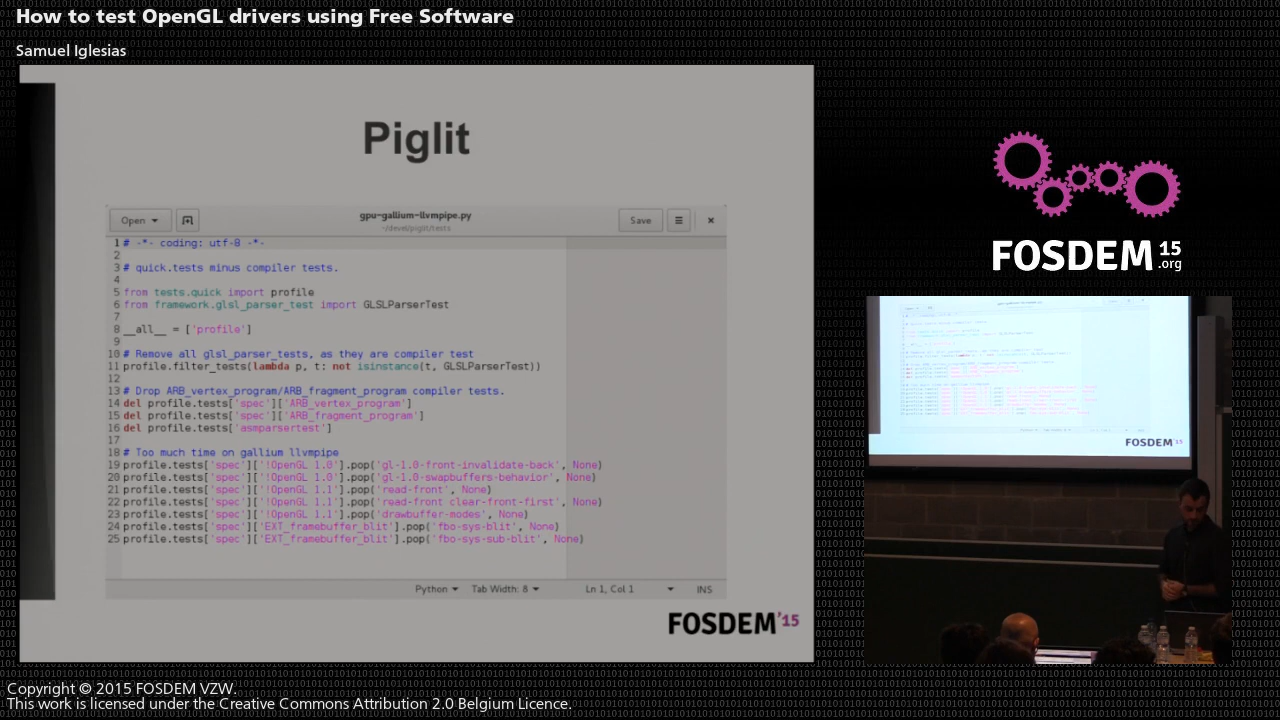 How to test OpenGL drivers using Free Software
Samuel Iglesias
Piglit
Open
gpu-gallium-llvmpipe.py
~/devel/piglit/tests
Save
1 # -*- coding: utf-8 -*-
2
3 # quick.tests minus compiler tests.
4
5 from tests.quick import profile
6 from framework.glsl_parser_test import GLSLParserTest
7
8 __all__ = ['profile']
9
10 # Remove all glsl_parser_tests, as they are compiler test
11 profile.filter_tests(lambda p, t: not isinstance(t, GLSLParserTest))
12
13 # Drop ARB_vertex_program/ARB_fragment_program compiler tests.
14 del profile.tests['spec']['ARB_vertex_program']
15 del profile.tests['spec']['ARB_fragment_program']
16 del profile.tests['asmparsertest']
17
18 # Too much time on gallium llvmpipe
19 profile.tests['spec']['!OpenGL 1.0'].pop('gl-1.0-front-invalidate-back', None)
20 profile.tests['spec']['!OpenGL 1.0'].pop('gl-1.0-swapbuffers-behavior', None)
21 profile.tests['spec']['!OpenGL 1.1'].pop('read-front', None)
22 profile.tests['spec']['!OpenGL 1.1'].pop('read-front clear-front-first', None)
23 profile.tests['spec']['!OpenGL 1.1'].pop('drawbuffer-modes', None)
24 profile.tests['spec']['EXT_framebuffer_blit'].pop('fbo-sys-blit', None)
25 profile.tests['spec']['EXT_framebuffer_blit'].pop('fbo-sys-sub-blit', None)
Python
Tab Width: 8
Ln 1, Col 1
INS
FOSDEM'15
FOSDEM 15
.org
FOSDEM 15
Copyright © 2015 FOSDEM VZW.
This work is licensed under the Creative Commons Attribution 2.0 Belgium Licence.